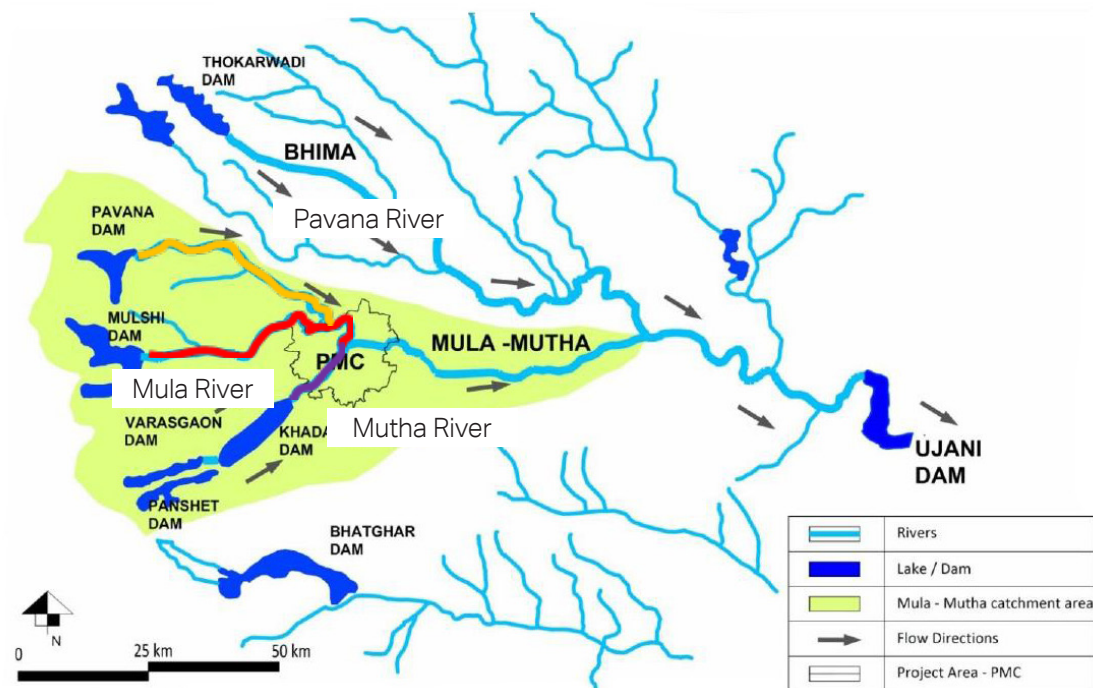 THOKARWADI
DAM
BHIMA
Pavana River
PAVANA
DAM
MULSHI
DAM
MULA -MUTHA
PMC
Mula River
VARASGAON
DAM
KHADA
DAM
Mutha River
UJANI
DAM
PANSHET
DAM
BHATGHAR
DAM
Rivers
Lake / Dam
Mula - Mutha catchment area
Flow Directions
Project Area - PMC
N
0
25 km
50 km